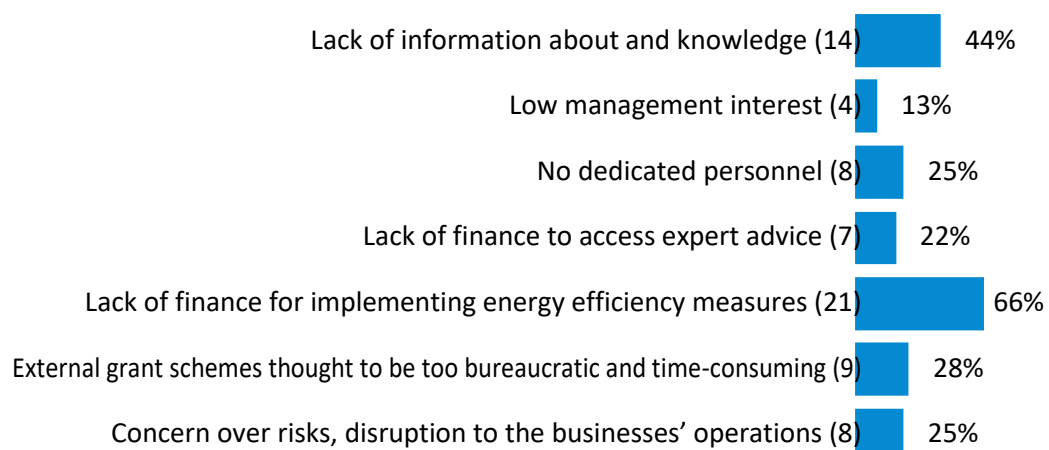 Lack of information about and knowledge (14) 44%
Low management interest (4) 13%
No dedicated personnel (8) 25%
Lack of finance to access expert advice (7) 22%
Lack of finance for implementing energy efficiency measures (21) 66%
External grant schemes thought to be too bureaucratic and time-consuming (9) 28%
Concern over risks, disruption to the businesses’ operations (8) 25%